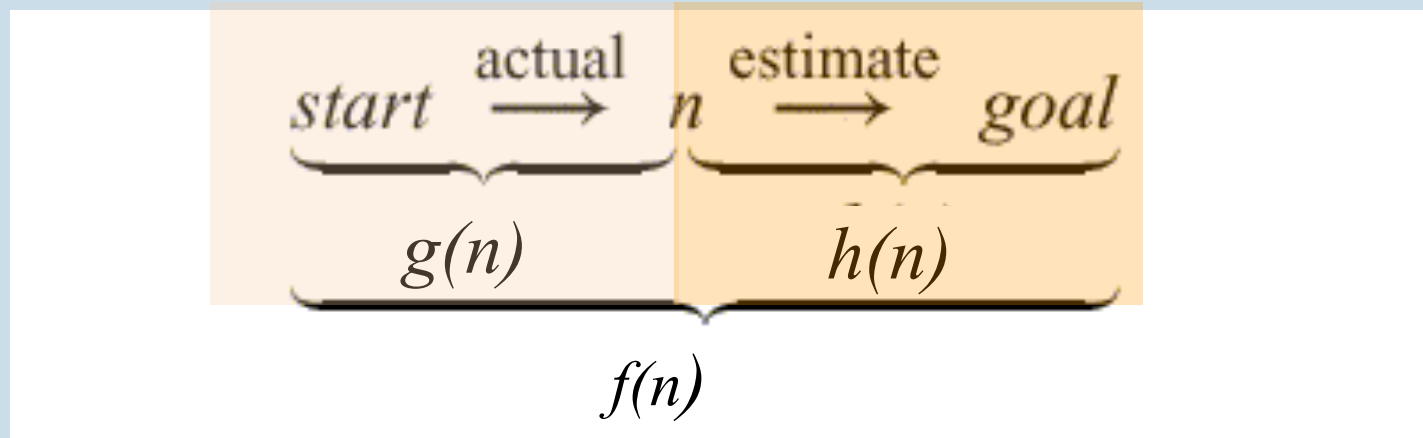 actual estimate
start → n → goal
g(n) h(n)
f(n)